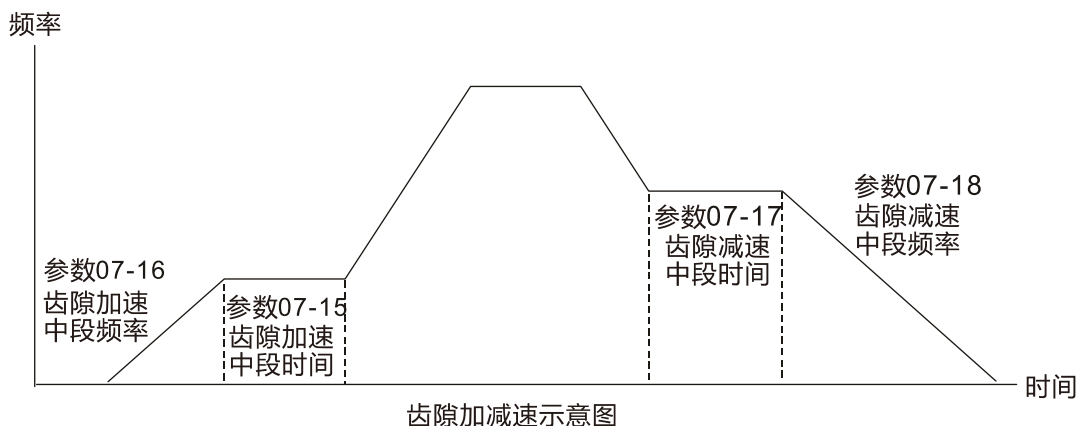 频率
参数07-18
齿隙减速
中段频率
参数07-17
齿隙减速
中段时间
参数07-16
齿隙加速
中段频率
参数07-15
齿隙加速
中段时间
时间
齿隙加减速示意图